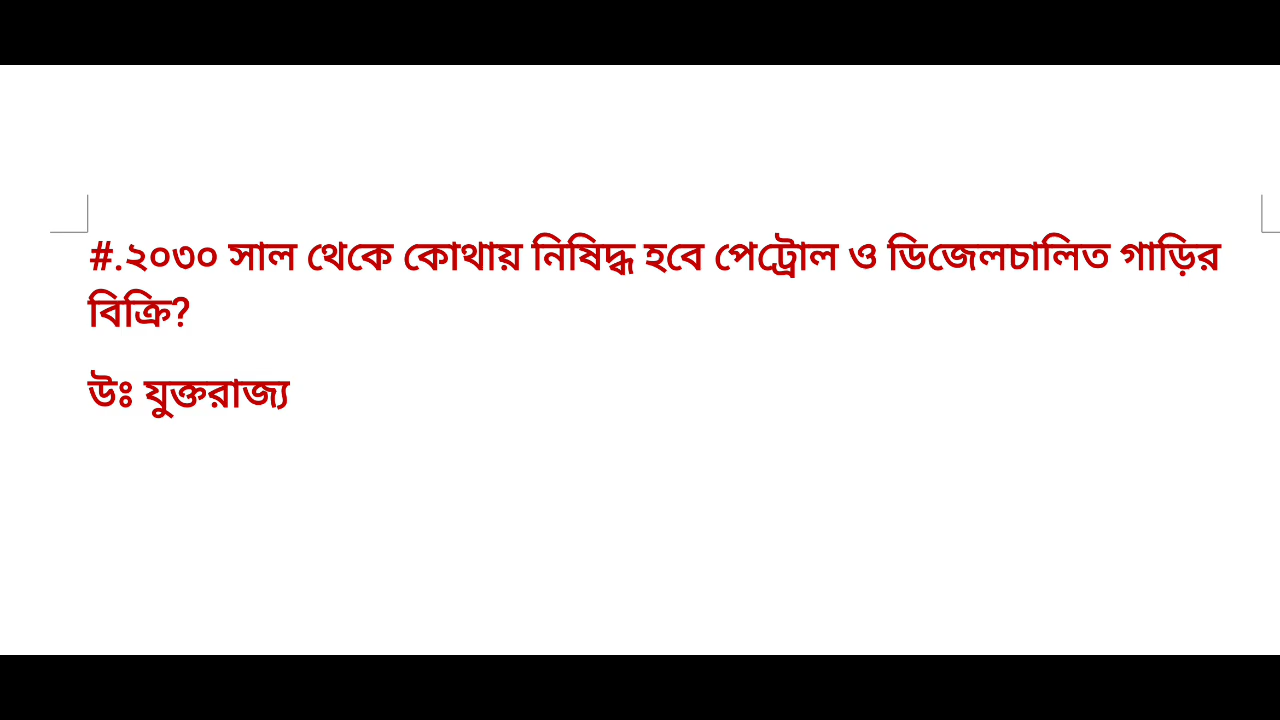 #.২০৩০ সাল থেকে কোথায় নিষিদ্ধ হবে পেট্রোল ও ডিজেলচালিত গাড়ির
বিক্রি?
উঃ যুক্তরাজ্য